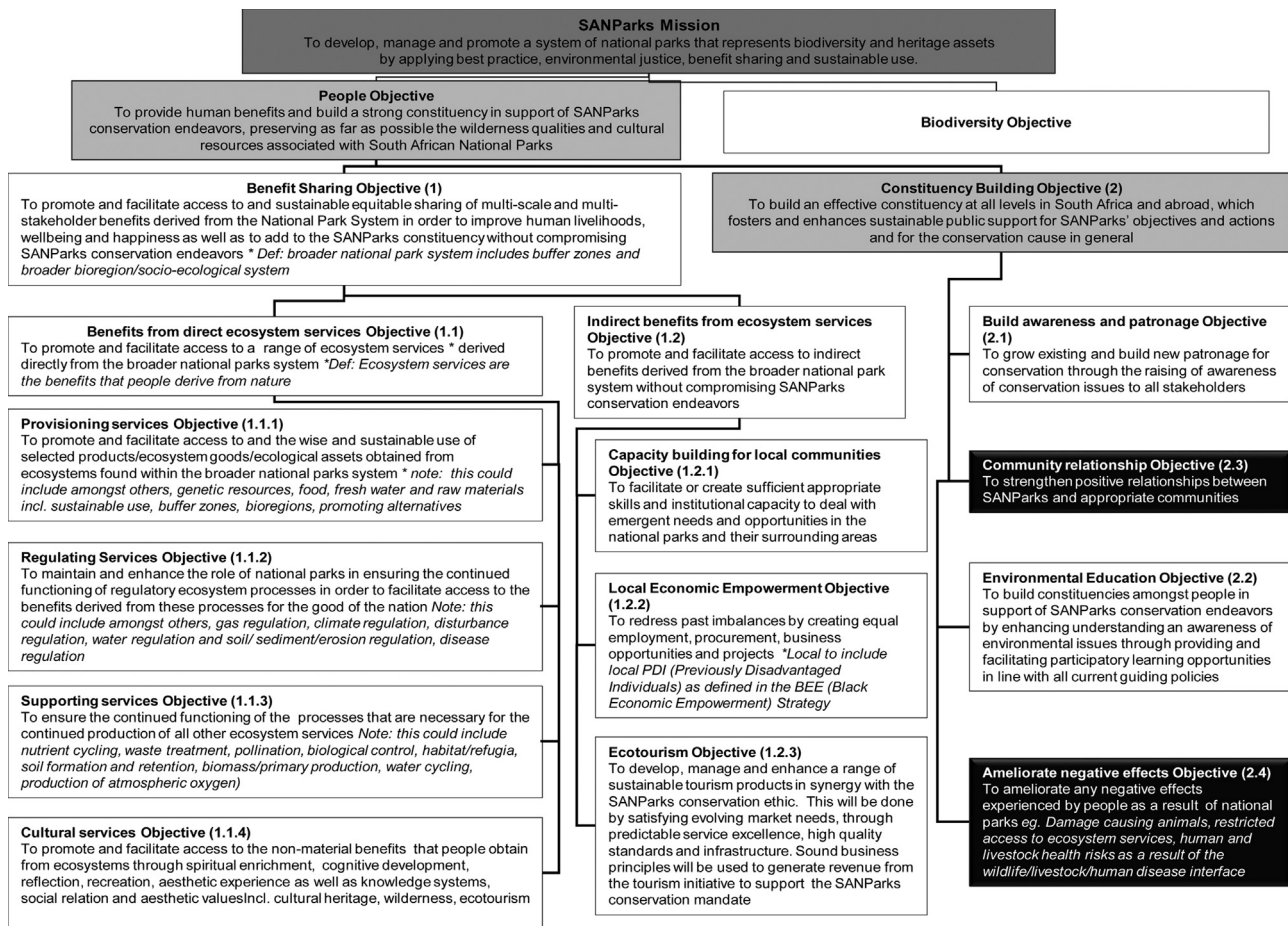 SANParks Mission
To develop, manage and promote a system of national parks that represents biodiversity and heritage assets
by applying best practice, environmental justice, benefit sharing and sustainable use.
People Objective
To provide human benefits and build a strong constituency in support of SANParks
conservation endeavors, preserving as far as possible the wilderness qualities and cultural
resources associated with South African National Parks
Biodiversity Objective
Benefit Sharing Objective (1)
To promote and facilitate access to and sustainable equitable sharing of multi-scale and multi-
stakeholder benefits derived from the National Park System in order to improve human livelihoods,
wellbeing and happiness as well as to add to the SANParks constituency without compromising
SANParks conservation endeavors * Def: broader national park system includes buffer zones and
broader bioregion/socio-ecological system
Constituency Building Objective (2)
To build an effective constituency at all levels in South Africa and abroad, which
fosters and enhances sustainable public support for SANParks' objectives and actions
and for the conservation cause in general
Benefits from direct ecosystem services Objective (1.1)
To promote and facilitate access to a range of ecosystem services * derived
directly from the broader national parks system *Def: Ecosystem services are
the benefits that people derive from nature
Provisioning services Objective (1.1.1)
To promote and facilitate access to and the wise and sustainable use of
selected products/ecosystem goods/ecological assets obtained from
ecosystems found within the broader national parks system * note: this could
include amongst others, genetic resources, food, fresh water and raw materials
incl. sustainable use, buffer zones, bioregions, promoting alternatives
Regulating Services Objective (1.1.2)
To maintain and enhance the role of national parks in ensuring the continued
functioning of regulatory ecosystem processes in order to facilitate access to the
benefits derived from these processes for the good of the nation Note: this
could include amongst others, gas regulation, climate regulation, disturbance
regulation, water regulation and soil/ sediment/erosion regulation, disease
regulation
Supporting services Objective (1.1.3)
To ensure the continued functioning of the processes that are necessary for the
continued production of all other ecosystem services Note: this could include
nutrient cycling, waste treatment, pollination, biological control, habitat/refugia,
soil formation and retention, biomass/primary production, water cycling,
production of atmospheric oxygen)
Cultural services Objective (1.1.4)
To promote and facilitate access to the non-material benefits that people obtain
from ecosystems through spiritual enrichment, cognitive development,
reflection, recreation, aesthetic experience as well as knowledge systems,
social relation and aesthetic valuesIncl. cultural heritage, wilderness, ecotourism
Indirect benefits from ecosystem services
Objective (1.2)
To promote and facilitate access to indirect
benefits derived from the broader national park
system without compromising SANParks
conservation endeavors
Capacity building for local communities
Objective (1.2.1)
To facilitate or create sufficient appropriate
skills and institutional capacity to deal with
emergent needs and opportunities in the
national parks and their surrounding areas
Local Economic Empowerment Objective
(1.2.2)
To redress past imbalances by creating equal
employment, procurement, business
opportunities and projects *Local to include
local PDI (Previously Disadvantaged
Individuals) as defined in the BEE (Black
Economic Empowerment) Strategy
Ecotourism Objective (1.2.3)
To develop, manage and enhance a range of
sustainable tourism products in synergy with the
SANParks conservation ethic. This will be done
by satisfying evolving market needs, through
predictable service excellence, high quality
standards and infrastructure. Sound business
principles will be used to generate revenue from
the tourism initiative to support the SANParks
conservation mandate
Build awareness and patronage Objective
(2.1)
To grow existing and build new patronage for
conservation through the raising of awareness
of conservation issues to all stakeholders
Community relationship Objective (2.3)
To strengthen positive relationships between
SANParks and appropriate communities
Environmental Education Objective (2.2)
To build constituencies amongst people in
support of SANParks conservation endeavors
by enhancing understanding an awareness of
environmental issues through providing and
facilitating participatory learning opportunities
in line with all current guiding policies
Ameliorate negative effects Objective (2.4)
To ameliorate any negative effects
experienced by people as a result of national
parks eg. Damage causing animals, restricted
access to ecosystem services, human and
livestock health risks as a result of the
wildlife/livestock/human disease interface